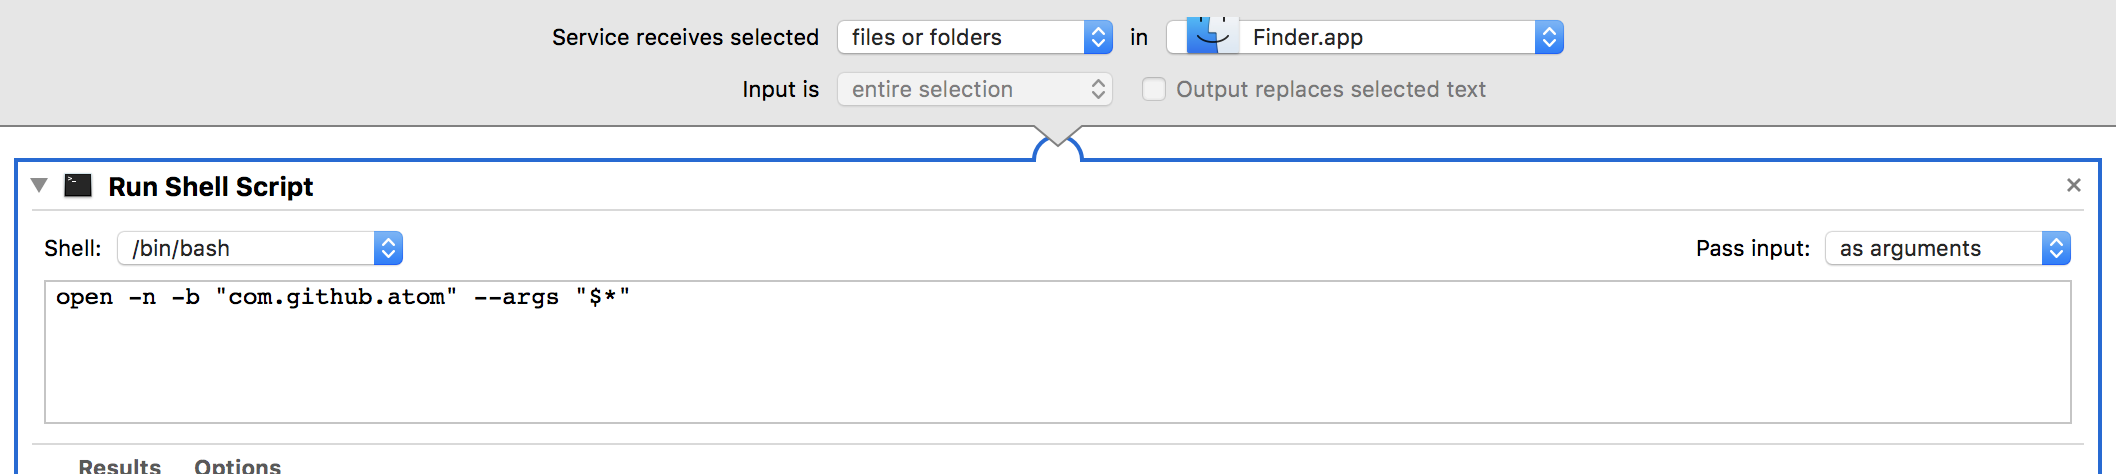 Service receives selected files or folders in Finder.app
Input is entire selection Output replaces selected text
Run Shell Script
Shell: /bin/bash Pass input: as arguments
open -n -b "com.github.atom" --args "$*"
Results Options